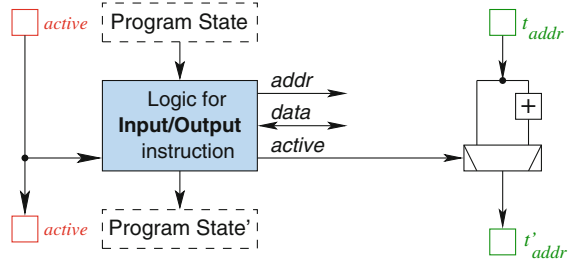 active
Program State
t_addr
Logic for
Input/Output
instruction
addr
data
active
+
active
Program State'
t'_addr